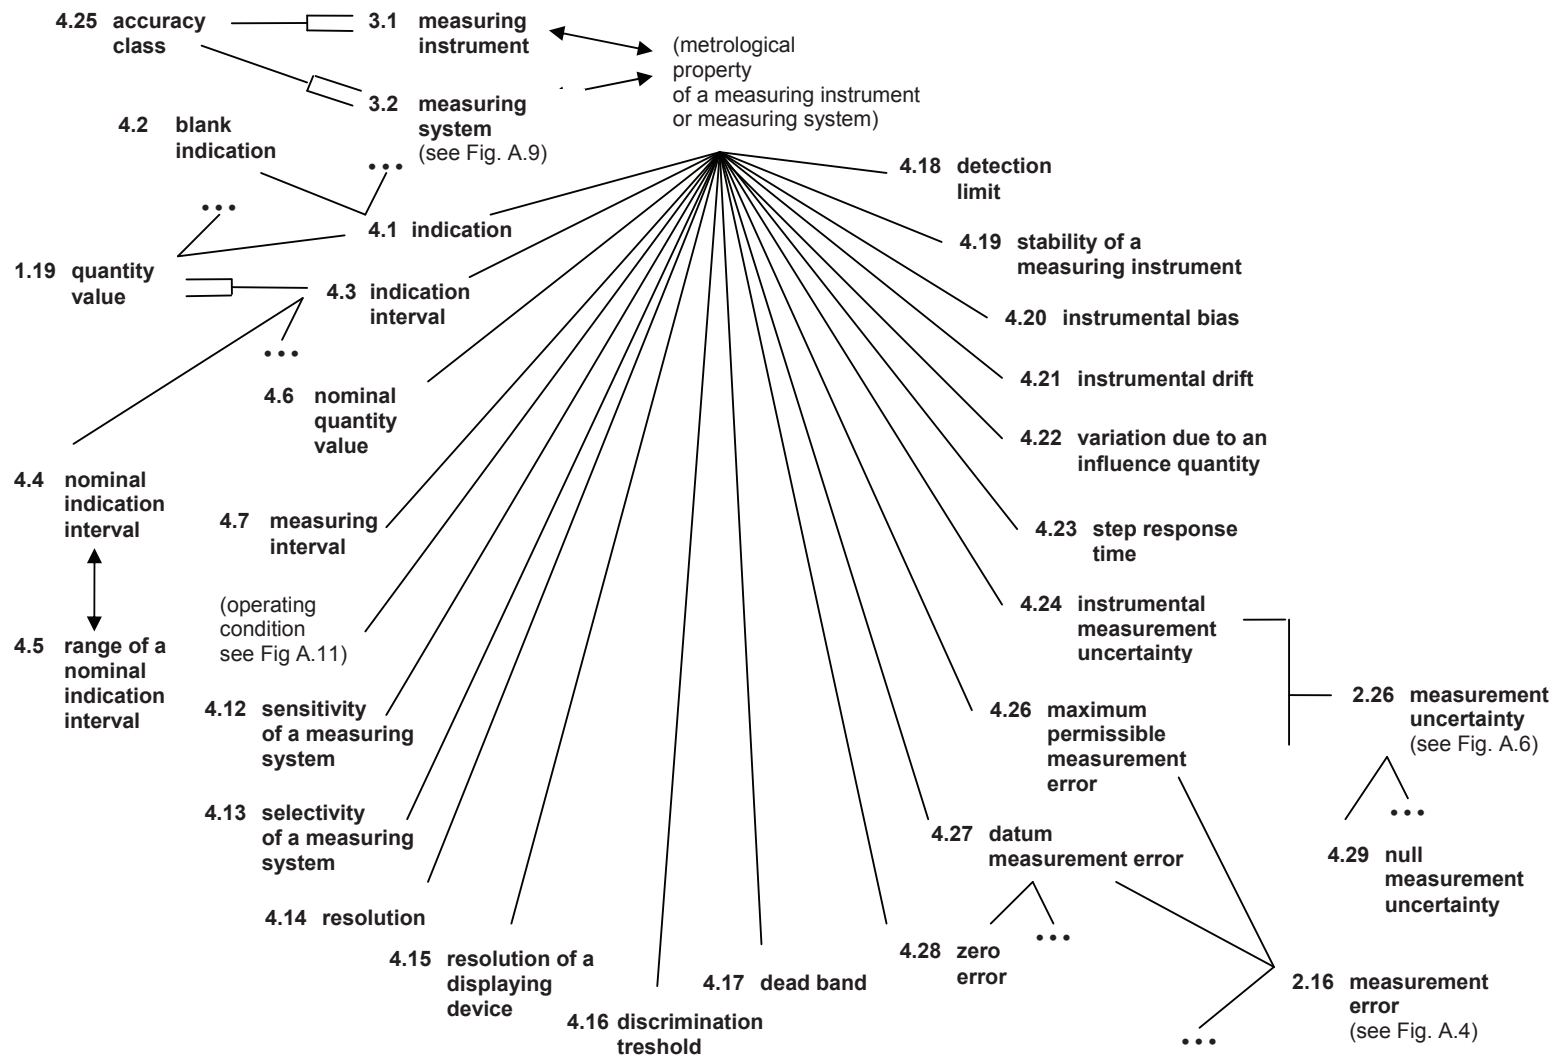 4.25 accuracy
class
3.1 measuring
instrument
(metrological
property
of a measuring instrument
or measuring system)
3.2 measuring
system
(see Fig. A.9)
4.2 blank
indication
•••
•••
4.1 indication
1.19 quantity
value
4.3 indication
interval
•••
4.6 nominal
quantity
value
4.4 nominal
indication
interval
4.7 measuring
interval
(operating
condition
see Fig A.11)
4.5 range of a
nominal
indication
interval
4.12 sensitivity
of a measuring
system
4.13 selectivity
of a measuring
system
4.14 resolution
4.15 resolution of a
displaying
device
4.16 discrimination
treshold
4.17 dead band
4.18 detection
limit
4.19 stability of a
measuring instrument
4.20 instrumental bias
4.21 instrumental drift
4.22 variation due to an
influence quantity
4.23 step response
time
4.24 instrumental
measurement
uncertainty
2.26 measurement
uncertainty
(see Fig. A.6)
•••
4.29 null
measurement
uncertainty
4.26 maximum
permissible
measurement
error
4.27 datum
measurement error
•••
4.28 zero
error
2.16 measurement
error
(see Fig. A.4)
•••